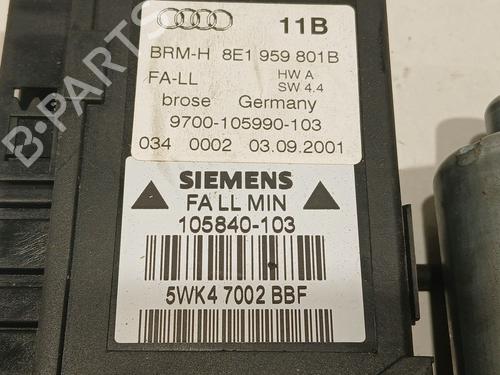 11B
BRM-H 8E1 959 801B
FA-LL HW A
SW 4.4
brose Germany
9700-105990-103
034 0002 03.09.2001
SIEMENS
FA LL MIN
105840-103
5WK4 7002 BBF
B-PARTS